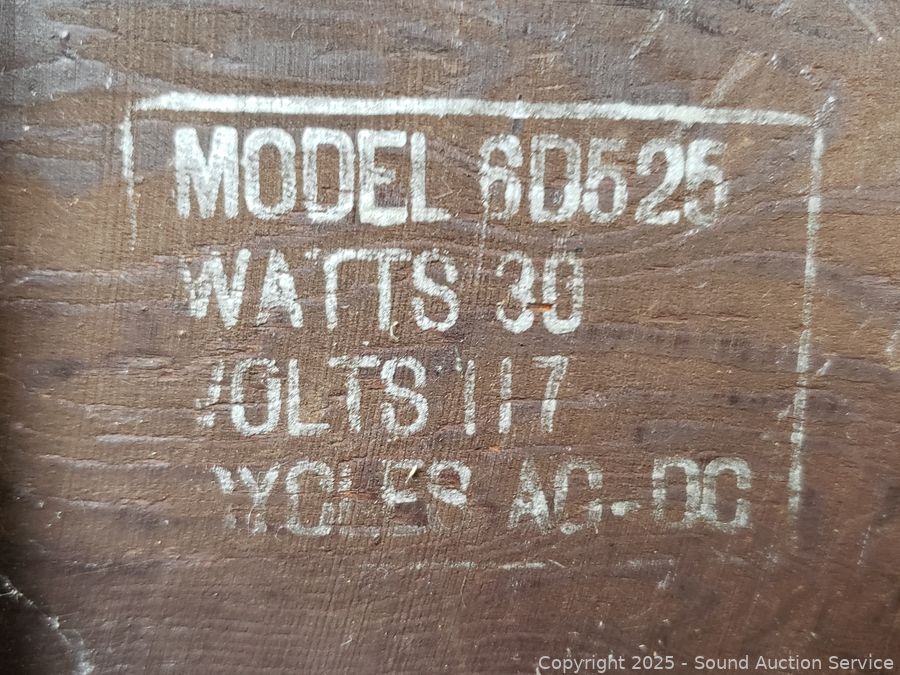 MODEL 6D525
WATTS 30
VOLTS 117
CYCLES AC-DC
Copyright © 2025 - Sound Auction Service